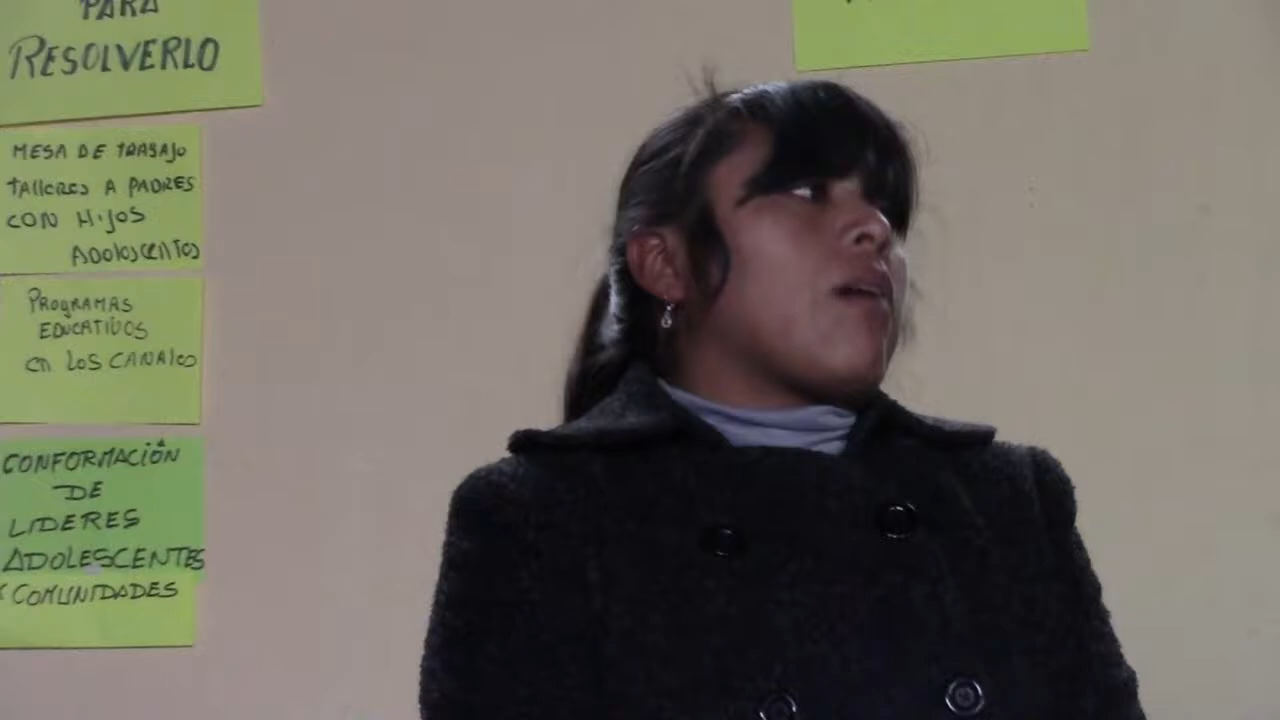 PARA
RESOLVERLO
MESA DE TRABAJO
TALLERES A PADRES
CON HIJOS
ADOLOSCENTOS
PROGRAMAS
EDUCATIVOS
en LOS CANALES
CONFORMACIÓN
DE
LIDERES
ADOLESCENTES
Y COMUNIDADES